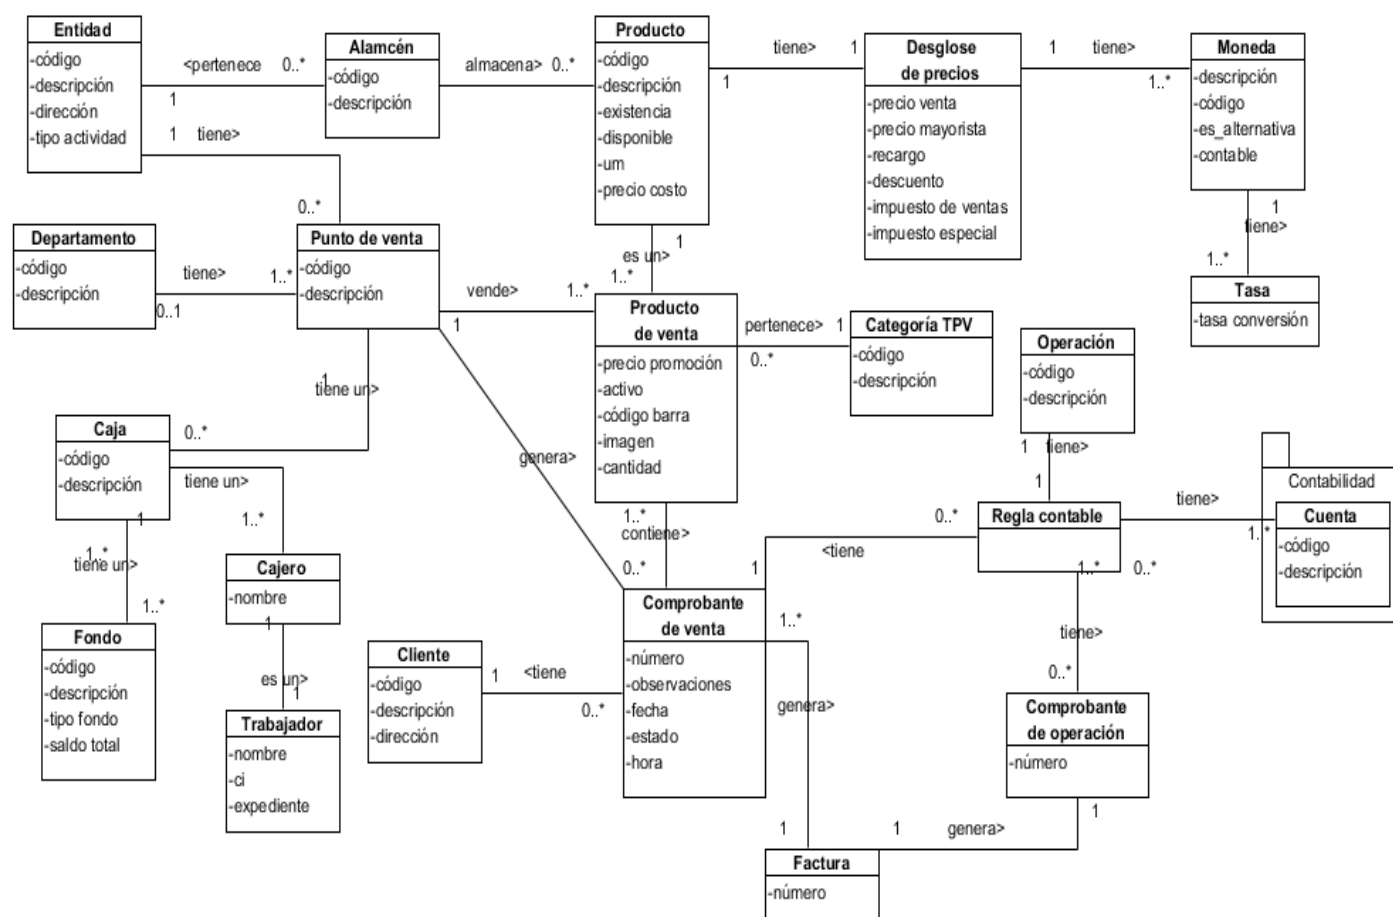 Entidad
-código
-descripción
-dirección
-tipo actividad
<pertenece
0..*
1
1
tiene>
0..*
Alamcén
-código
-descripción
almacena>
0..*
Producto
-código
-descripción
-existencia
-disponible
-um
-precio costo
tiene>
1
1
Desglose
de precios
-precio venta
-precio mayorista
-recargo
-descuento
-impuesto de ventas
-impuesto especial
1
tiene>
1..*
Moneda
-descripción
-código
-es_alternativa
-contable
1
tiene>
1..*
Tasa
-tasa conversión
Departamento
-código
-descripción
tiene>
0..1
1..*
Punto de venta
-código
-descripción
vende>
1
1..*
1
es un>
1..*
Producto
de venta
-precio promoción
-activo
-código barra
-imagen
-cantidad
pertenece>
1
0..*
Categoría TPV
-código
-descripción
Operación
-código
-descripción
1
tiene>
1
1
tiene un>
0..*
Caja
-código
-descripción
tiene un>
1
1..*
1..*
tiene un>
1..*
Cajero
-nombre
1
es un>
1
Fondo
-código
-descripción
-tipo fondo
-saldo total
Trabajador
-nombre
-ci
-expediente
genera>
0..*
1..*
contiene>
Comprobante
de venta
-número
-observaciones
-fecha
-estado
-hora
Cliente
-código
-descripción
-dirección
1
<tiene
0..*
1
<tiene
0..*
Regla contable
tiene>
1..*
0..*
Contabilidad
Cuenta
-código
-descripción
1..*
tiene>
0..*
Comprobante
de operación
-número
1..*
genera>
1
1
genera>
1
Factura
-número